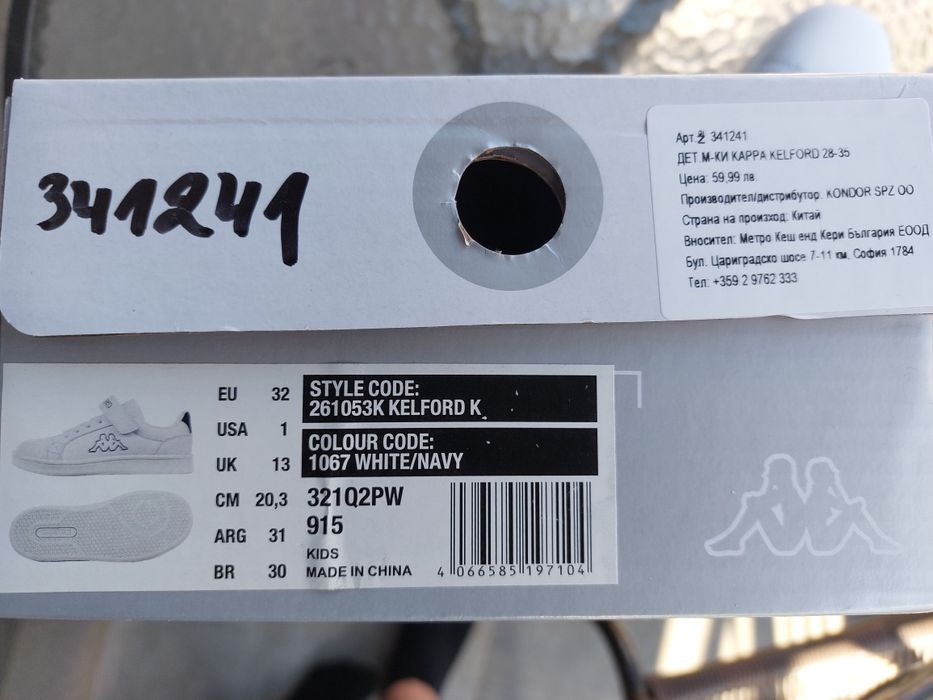 341241
Арт.2 341241
ДЕТ.М-КИ KAPPA KELFORD 28-35
Цена: 59,99 лв.
Производител/дистрибутор: KONDOR SPZ OO
Страна на произход: Китай
Вносител: Метро Кеш енд Кери България ЕООД
Бул. Цариградско шосе 7-11 км. София 1784
Тел: +359 2 9762 333
EU 32
USA 1
UK 13
CM 20,3
ARG 31
BR 30
STYLE CODE:
261053K KELFORD K
COLOUR CODE:
1067 WHITE/NAVY
321Q2PW
915
KIDS
MADE IN CHINA
4 066585 197104